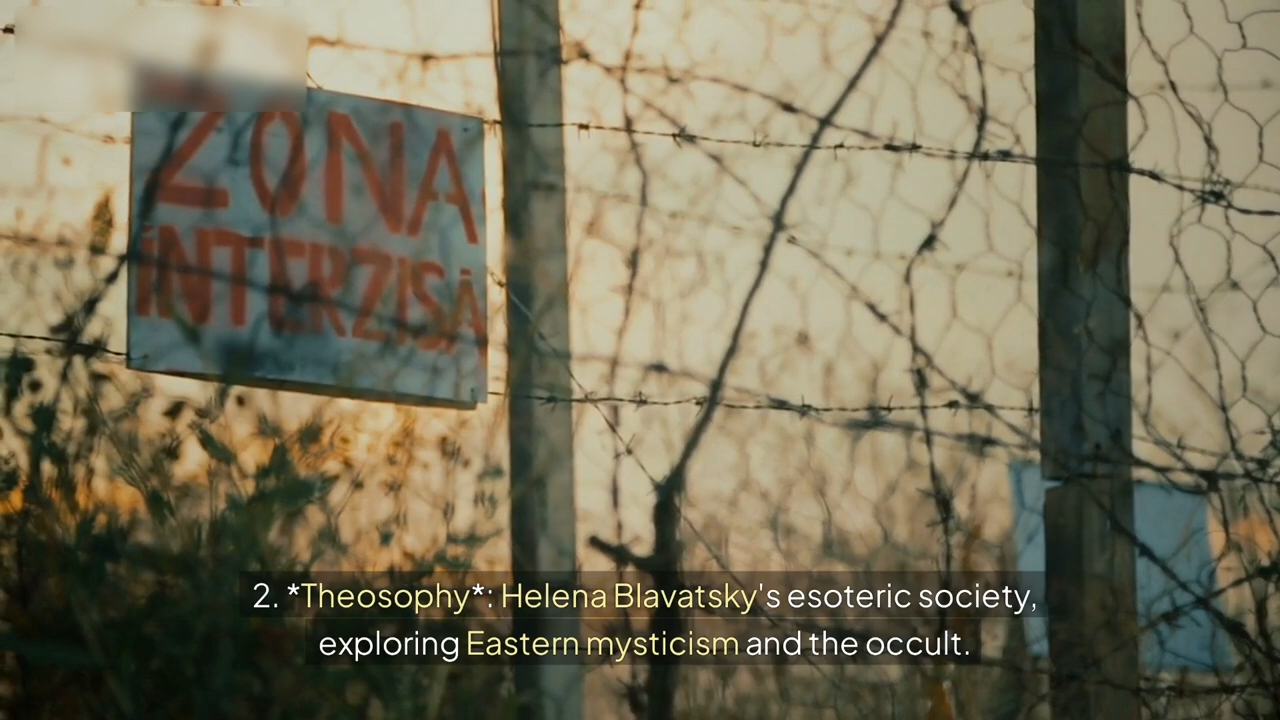 ZONA
INTERZISĂ
2. *Theosophy*: Helena Blavatsky's esoteric society,
exploring Eastern mysticism and the occult.